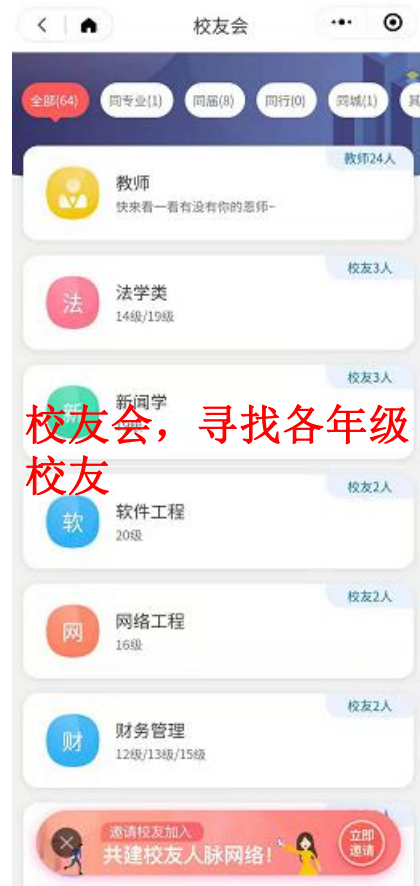 校友会
全部(64) 同专业(1) 同届(8) 同行(0) 同城(1)
教师24人
教师
快来看一看有没有你的恩师~
校友3人
法
法学类
14级/19级
校友3人
新
新闻学
校友会，寻找各年级
校友
校友2人
软
软件工程
20级
校友2人
网
网络工程
16级
校友2人
财
财务管理
12级/13级/15级
邀请校友加入
共建校友人脉网络!
立即
邀请